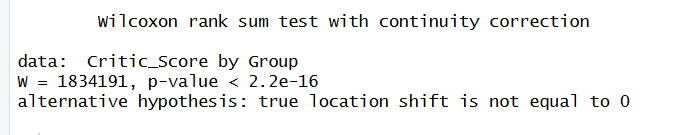 Wilcoxon rank sum test with continuity correction
data:  Critic_Score by Group
W = 1834191, p-value < 2.2e-16
alternative hypothesis: true location shift is not equal to 0